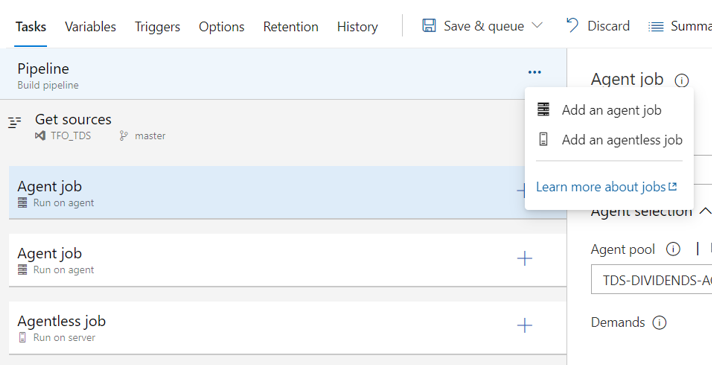 Tasks Variables Triggers Options Retention History Save & queue Discard Summa
Pipeline
Build pipeline
Agent job
Add an agent job
Add an agentless job
Learn more about jobs
Get sources
TFO_TDS master
Agent job
Run on agent
Agent selection
Agent job
Run on agent
Agent pool
TDS-DIVIDENDS-A
Agentless job
Run on server
Demands